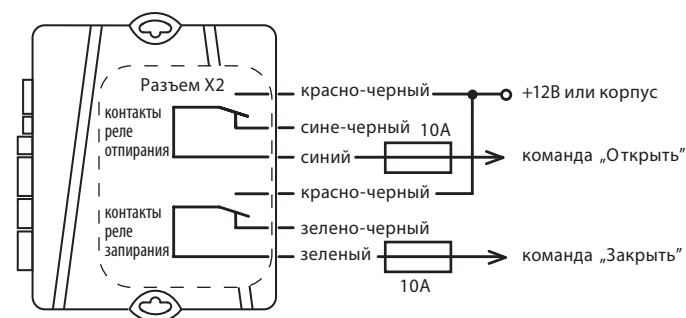 Разъем X2
красно-черный
+12В или корпус
контакты
реле
отпирания
сине-черный
10А
синий
команда „Открыть”
красно-черный
контакты
реле
запирания
зелено-черный
зеленый
команда „Закрыть”
10А